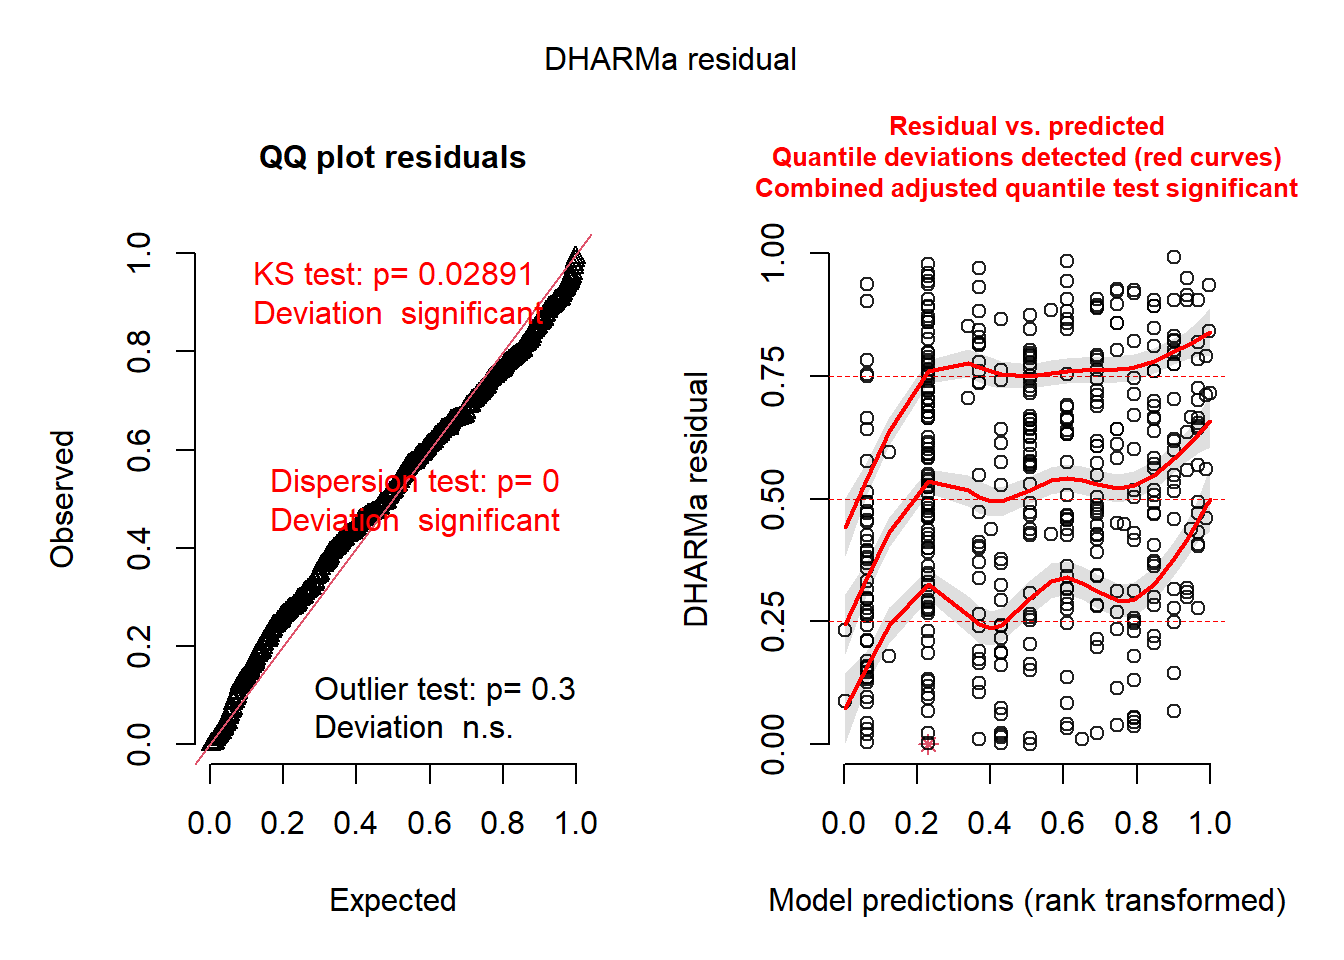 DHARMa residual
QQ plot residuals
KS test: p= 0.02891
Deviation  significant
Dispersion test: p= 0
Deviation  significant
Outlier test: p= 0.3
Deviation  n.s.
Observed
0.0 0.2 0.4 0.6 0.8 1.0
0.0 0.2 0.4 0.6 0.8 1.0
Expected
Residual vs. predicted
Quantile deviations detected (red curves)
Combined adjusted quantile test significant
DHARMa residual
0.00 0.25 0.50 0.75 1.00
0.0 0.2 0.4 0.6 0.8 1.0
Model predictions (rank transformed)